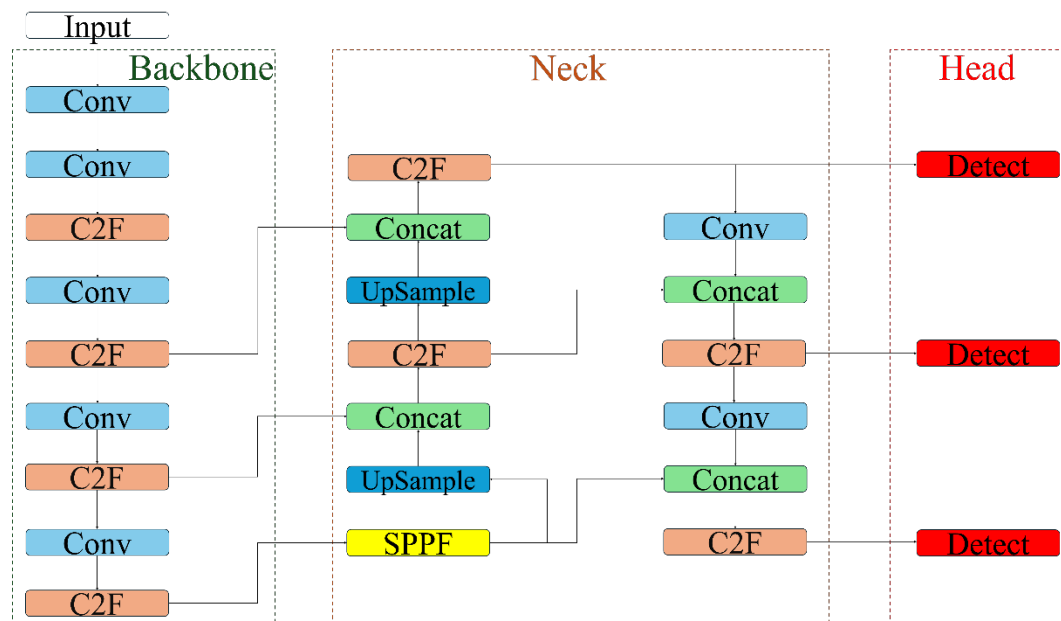 Input
Backbone
Conv
Conv
C2F
Conv
C2F
Conv
C2F
Conv
C2F
Neck
C2F
Concat
UpSample
C2F
Concat
UpSample
SPPF
Conv
Concat
C2F
Conv
Concat
C2F
Head
Detect
Detect
Detect